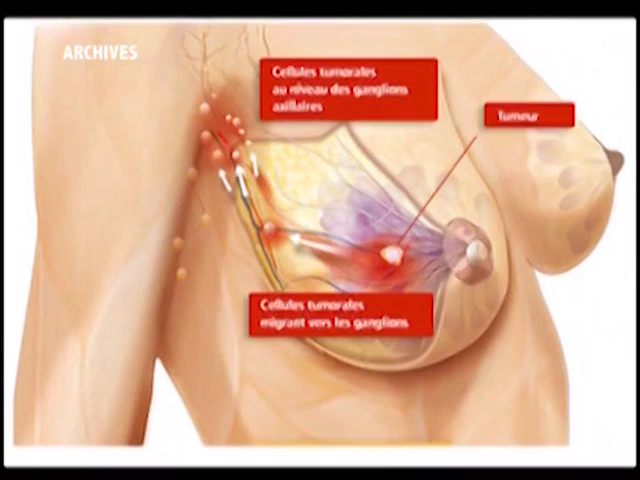 ARCHIVES
Cellules tumorales
au niveau des ganglions
axillaires
Tumeur
Cellules tumorales
migrant vers les ganglions